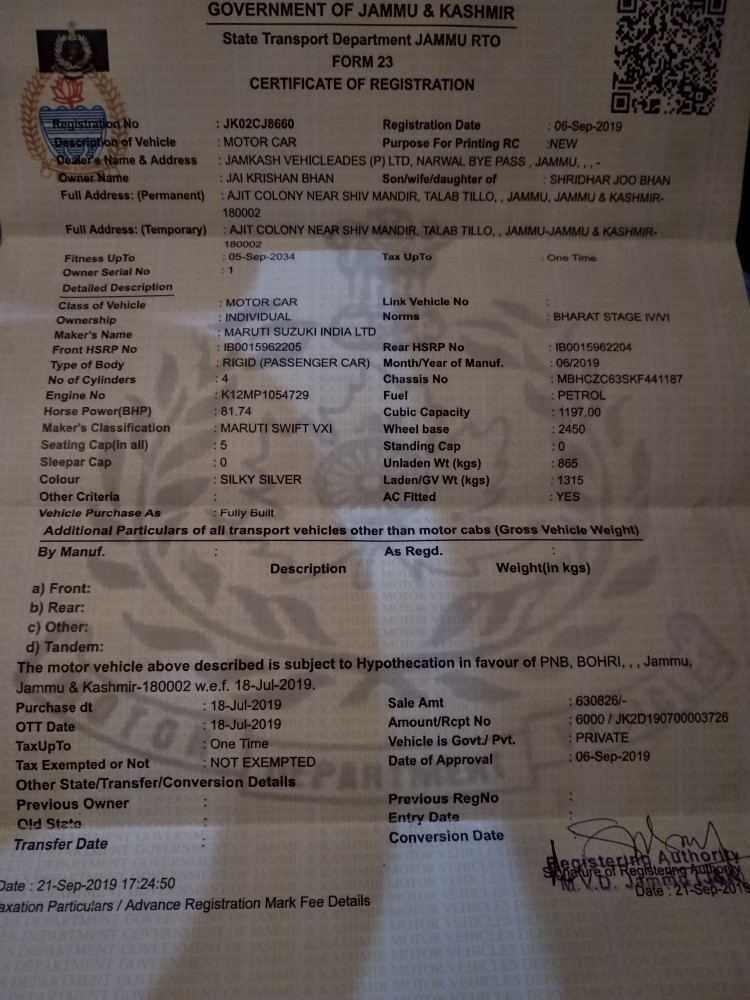 GOVERNMENT OF JAMMU & KASHMIR
State Transport Department JAMMU RTO
FORM 23
CERTIFICATE OF REGISTRATION
Registration No : JK02CJ8660 Registration Date : 06-Sep-2019
Description of Vehicle : MOTOR CAR Purpose For Printing RC :NEW
Dealer's Name & Address : JAMKASH VEHICLEADES (P) LTD, NARWAL BYE PASS , JAMMU, , , -
Owner Name : JAI KRISHAN BHAN Son/wife/daughter of : SHRIDHAR JOO BHAN
Full Address: (Permanent) : AJIT COLONY NEAR SHIV MANDIR, TALAB TILLO, , JAMMU, JAMMU & KASHMIR-
180002
Full Address: (Temporary) : AJIT COLONY NEAR SHIV MANDIR, TALAB TILLO, , JAMMU-JAMMU & KASHMIR-
180002
Fitness UpTo : 05-Sep-2034 Tax UpTo : One Time
Owner Serial No : 1
Detailed Description
Class of Vehicle : MOTOR CAR Link Vehicle No :
Ownership : INDIVIDUAL Norms : BHARAT STAGE IV/VI
Maker's Name : MARUTI SUZUKI INDIA LTD
Front HSRP No : IB0015962205 Rear HSRP No : IB0015962204
Type of Body : RIGID (PASSENGER CAR) Month/Year of Manuf. : 06/2019
No of Cylinders : 4 Chassis No : MBHCZC63SKF441187
Engine No : K12MP1054729 Fuel : PETROL
Horse Power(BHP) : 81.74 Cubic Capacity : 1197.00
Maker's Classification : MARUTI SWIFT VXI Wheel base : 2450
Seating Cap(in all) : 5 Standing Cap : 0
Sleepar Cap : 0 Unladen Wt (kgs) : 865
Colour : SILKY SILVER Laden/GV Wt (kgs) : 1315
Other Criteria : AC Fitted : YES
Vehicle Purchase As : Fully Built
Additional Particulars of all transport vehicles other than motor cabs (Gross Vehicle Weight)
By Manuf. : As Regd. :
Description Weight(in kgs)
a) Front:
b) Rear:
c) Other:
d) Tandem:
The motor vehicle above described is subject to Hypothecation in favour of PNB, BOHRI, , , Jammu,
Jammu & Kashmir-180002 w.e.f. 18-Jul-2019.
Purchase dt : 18-Jul-2019 Sale Amt : 630826/-
OTT Date : 18-Jul-2019 Amount/Rcpt No : 6000 / JK2D190700003726
TaxUpTo : One Time Vehicle is Govt./ Pvt. : PRIVATE
Tax Exempted or Not : NOT EXEMPTED Date of Approval : 06-Sep-2019
Other State/Transfer/Conversion Details
Previous Owner : Previous RegNo :
Old State : Entry Date :
Transfer Date : Conversion Date :
Registering Authority
Signature of Registering Authority
M.V.D. Jammu
Date : 21-Sep-2019
Date : 21-Sep-2019 17:24:50
axation Particulars / Advance Registration Mark Fee Details